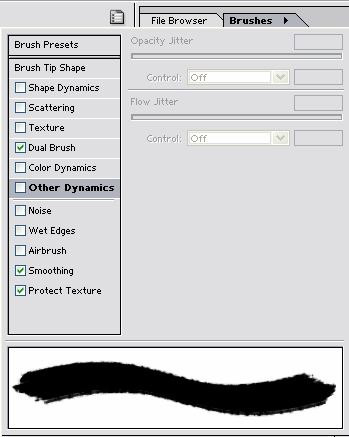 File Browser Brushes
Brush Presets
Brush Tip Shape
Shape Dynamics
Scattering
Texture
Dual Brush
Color Dynamics
Other Dynamics
Noise
Wet Edges
Airbrush
Smoothing
Protect Texture
Opacity Jitter
Control: Off
Flow Jitter
Control: Off